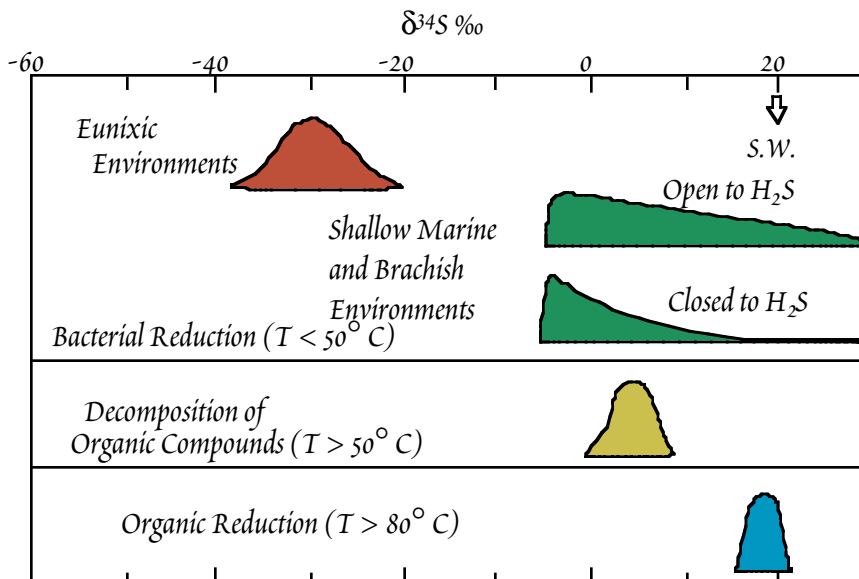 δ³⁴S ‰
-60 -40 -20 0 20
S.W.
Eunixic
Environments
Open to H₂S
Shallow Marine
and Brachish
Environments
Closed to H₂S
Bacterial Reduction (T < 50° C)
Decomposition of
Organic Compounds (T > 50° C)
Organic Reduction (T > 80° C)